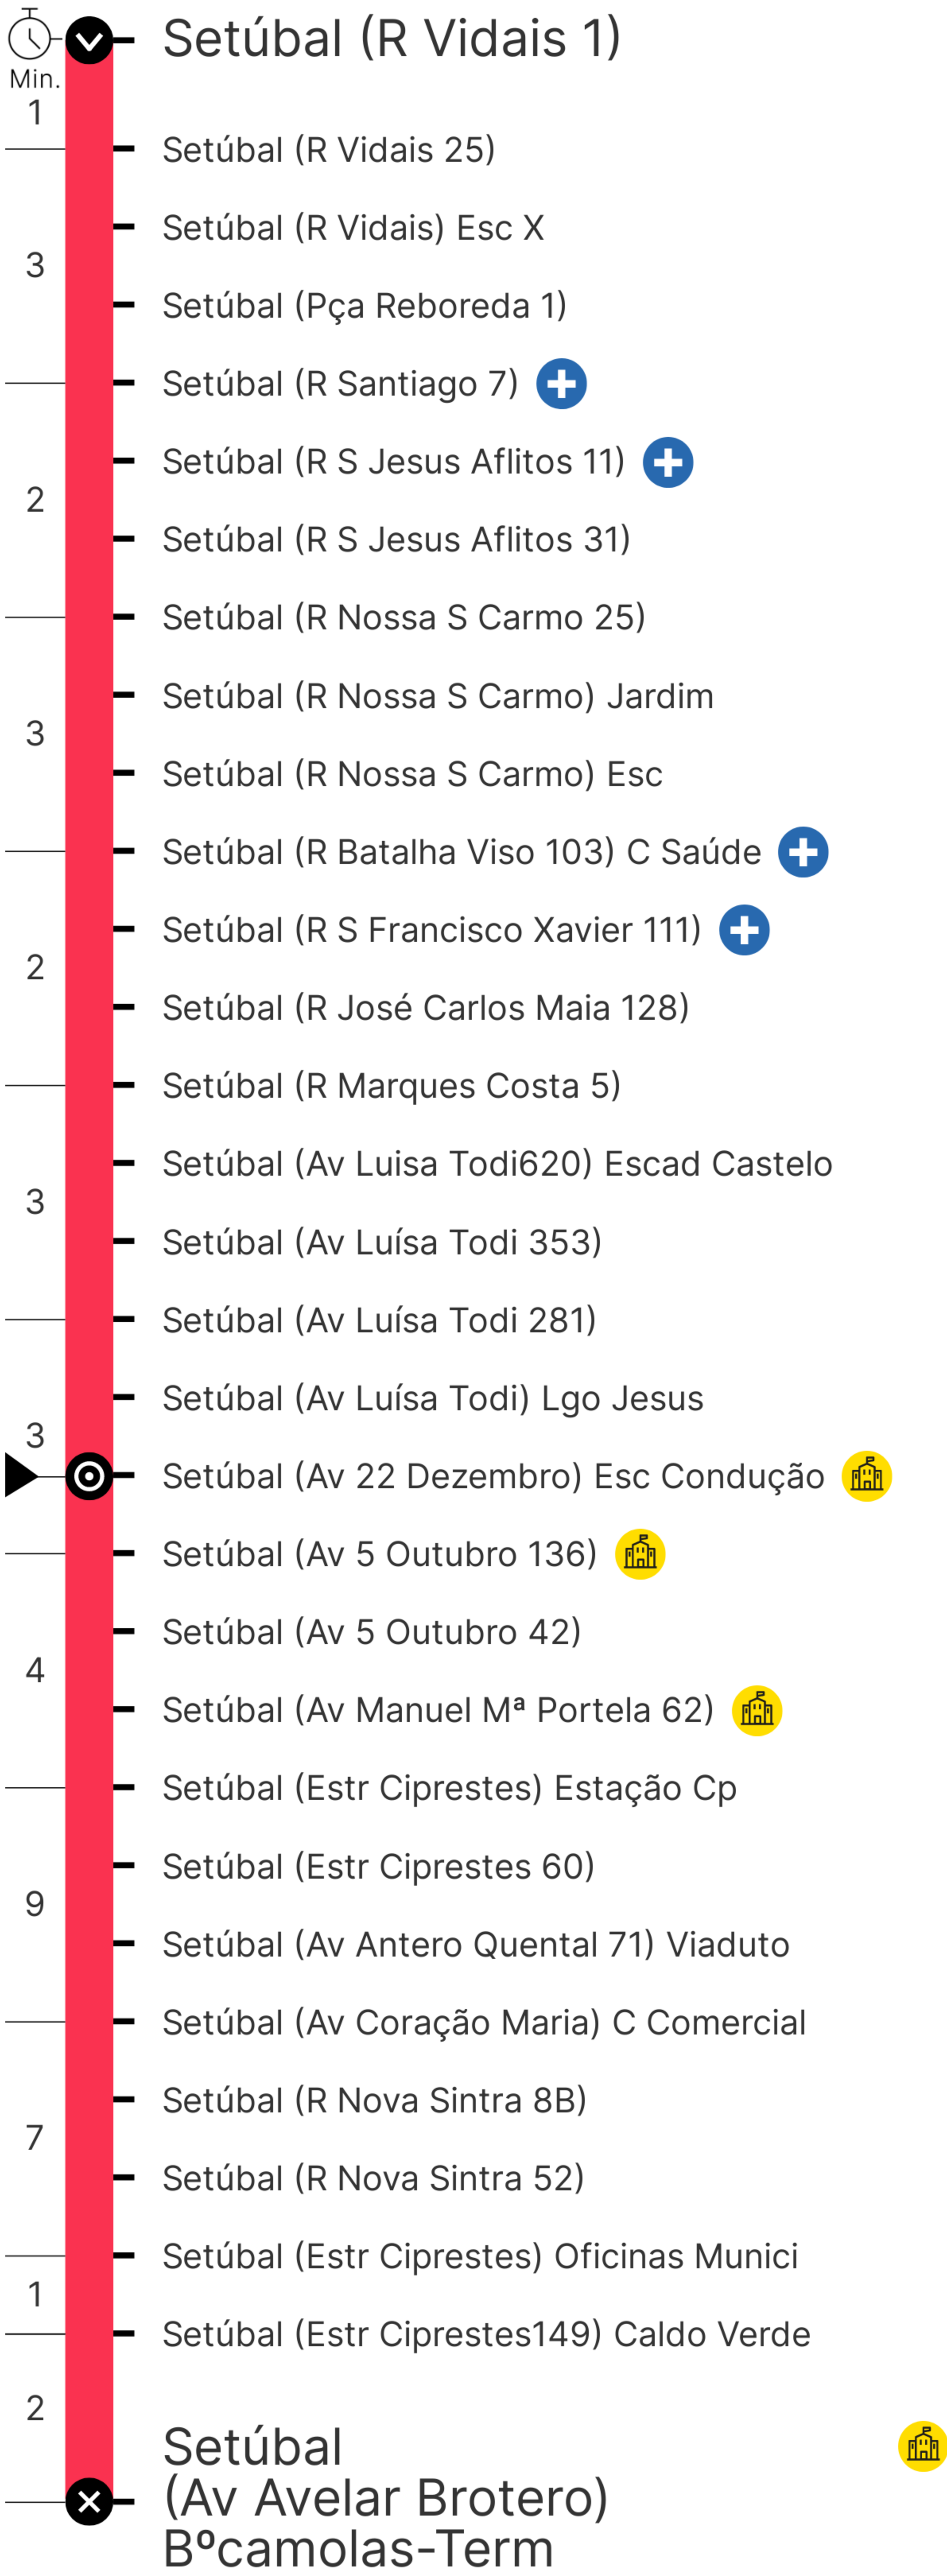 Setúbal (R Vidais 1)
Min.
1
Setúbal (R Vidais 25)
Setúbal (R Vidais) Esc X
3
Setúbal (Pça Reboreda 1)
Setúbal (R Santiago 7)
Setúbal (R S Jesus Aflitos 11)
2
Setúbal (R S Jesus Aflitos 31)
Setúbal (R Nossa S Carmo 25)
Setúbal (R Nossa S Carmo) Jardim
3
Setúbal (R Nossa S Carmo) Esc
Setúbal (R Batalha Viso 103) C Saúde
Setúbal (R S Francisco Xavier 111)
2
Setúbal (R José Carlos Maia 128)
Setúbal (R Marques Costa 5)
Setúbal (Av Luisa Todi620) Escad Castelo
3
Setúbal (Av Luísa Todi 353)
Setúbal (Av Luísa Todi 281)
Setúbal (Av Luísa Todi) Lgo Jesus
3
Setúbal (Av 22 Dezembro) Esc Condução
Setúbal (Av 5 Outubro 136)
Setúbal (Av 5 Outubro 42)
4
Setúbal (Av Manuel Mª Portela 62)
Setúbal (Estr Ciprestes) Estação Cp
Setúbal (Estr Ciprestes 60)
9
Setúbal (Av Antero Quental 71) Viaduto
Setúbal (Av Coração Maria) C Comercial
Setúbal (R Nova Sintra 8B)
7
Setúbal (R Nova Sintra 52)
Setúbal (Estr Ciprestes) Oficinas Munici
1
Setúbal (Estr Ciprestes149) Caldo Verde
2
Setúbal
(Av Avelar Brotero)
Bºcamolas-Term